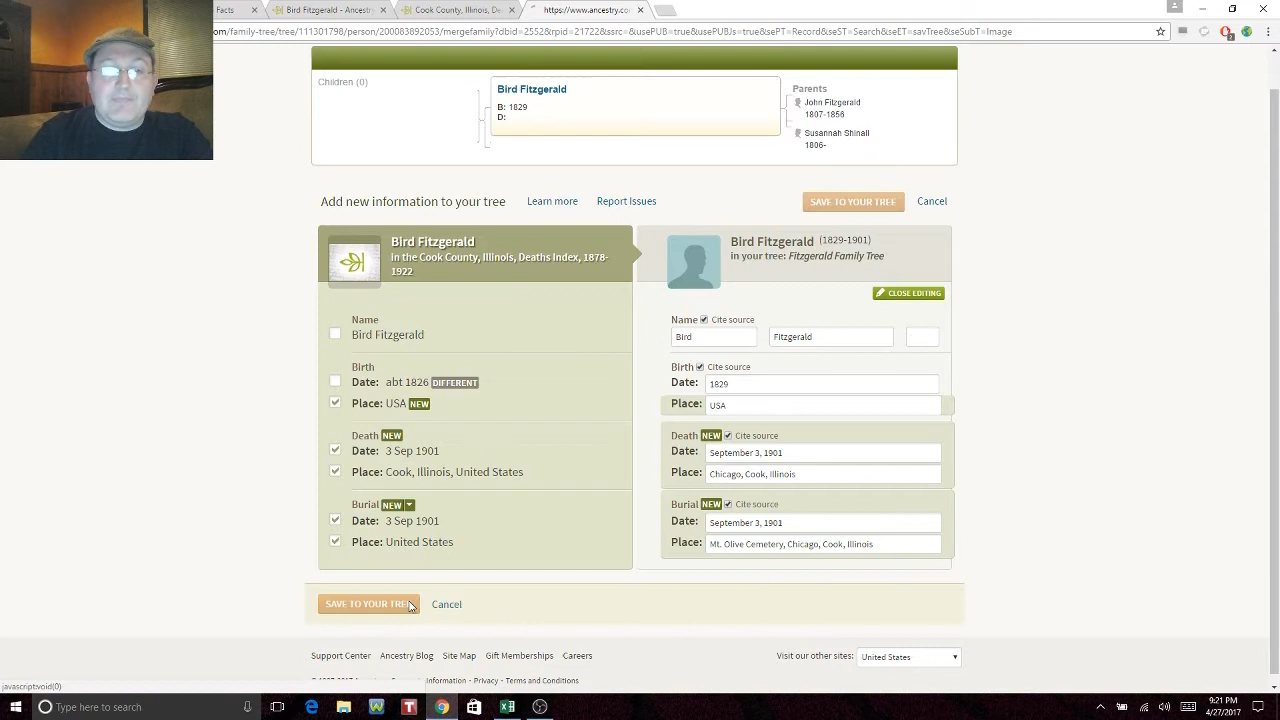 Facts
Bird Fitzgerald - Ancestry
Cook County, Illinois, De
https://www.ancestry.co
om/family-tree/tree/111301798/person/200083892053/mergefamily?dbid=2552&rpid=21722&ssrc=&usePUB=true&usePUBJs=true&sePT=Record&seST=Search&seET=savTree&seSubT=Image
Children (0)
Bird Fitzgerald
B: 1829
D:
Parents
John Fitzgerald
1807-1856
Susannah Shinall
1806-
Add new information to your tree
Learn more
Report Issues
SAVE TO YOUR TREE
Cancel
Bird Fitzgerald
in the Cook County, Illinois, Deaths Index, 1878-
1922
Name
Bird Fitzgerald
Birth
Date: abt 1826 DIFFERENT
Place: USA NEW
Death NEW
Date: 3 Sep 1901
Place: Cook, Illinois, United States
Burial NEW
Date: 3 Sep 1901
Place: United States
Bird Fitzgerald (1829-1901)
in your tree: Fitzgerald Family Tree
CLOSE EDITING
Name Cite source
Bird Fitzgerald
Birth Cite source
Date: 1829
Place: USA
Death NEW Cite source
Date: September 3, 1901
Place: Chicago, Cook, Illinois
Burial NEW Cite source
Date: September 3, 1901
Place: Mt. Olive Cemetery, Chicago, Cook, Illinois
SAVE TO YOUR TREE
Cancel
Support Center Ancestry Blog Site Map Gift Memberships Careers
Visit our other sites: United States
Information - Privacy - Terms and Conditions
javascript:void(0)
Type here to search
9:21 PM
4/27/2017